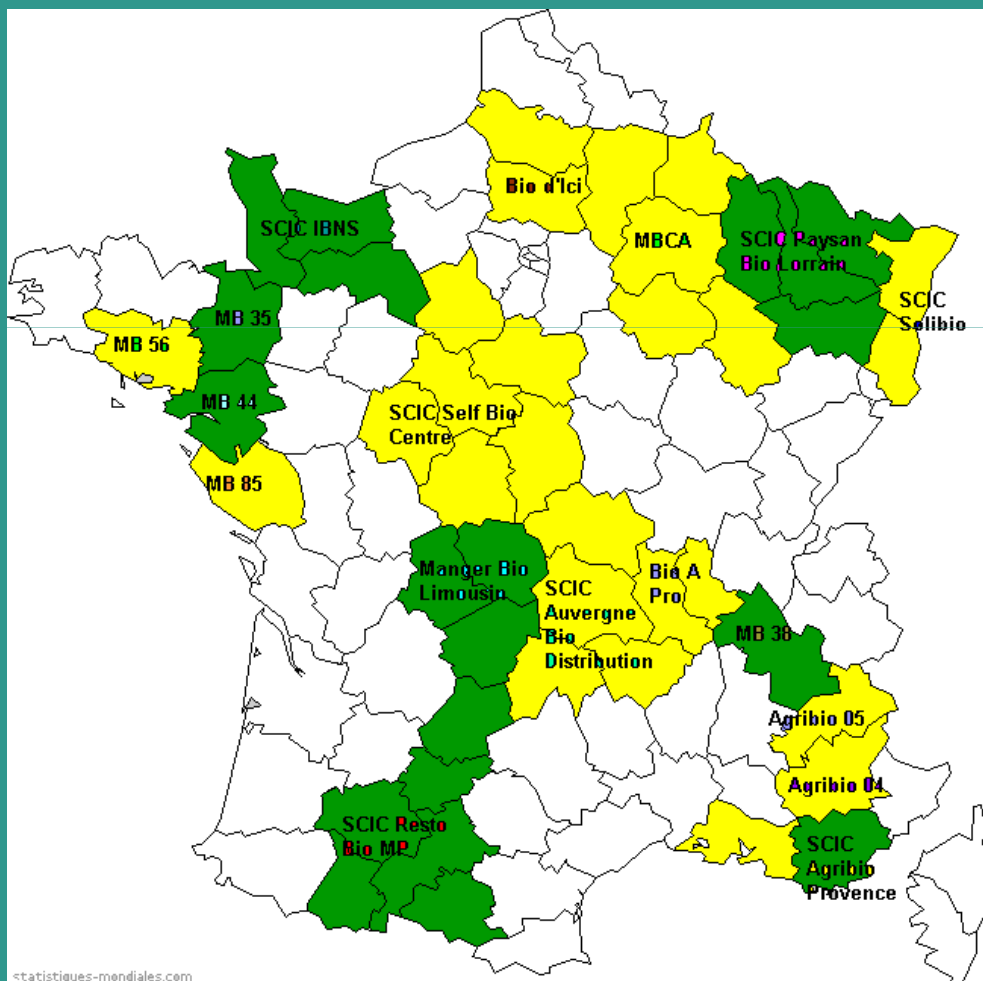 Bio d'Ici
SCIC IBNS
MBCA
SCIC Paysan
Bio Lorrain
SCIC
Solibio
MB 35
MB 56
MB 44
SCIC Self Bio
Centre
MB 85
Manger Bio
Limousin
SCIC
Auvergne
Bio
Distribution
Bio A
Pro
MB 38
Agribio 05
Agribio 04
SCIC Resto
Bio MP
SCIC
Agribio
Provence
statistiques-mondiales.com